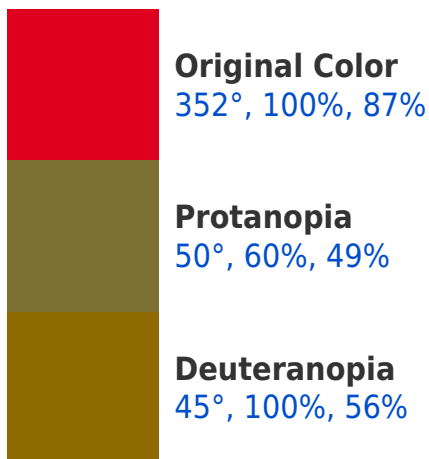 Original Color
352°, 100%, 87%
Protanopia
50°, 60%, 49%
Deuteranopia
45°, 100%, 56%